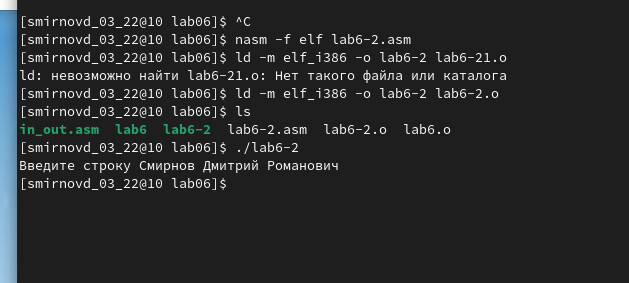 [smirnovd_03_22@10 lab06]$ ^C
[smirnovd_03_22@10 lab06]$ nasm -f elf lab6-2.asm
[smirnovd_03_22@10 lab06]$ ld -m elf_i386 -o lab6-2 lab6-21.o
ld: невозможно найти lab6-21.o: Нет такого файла или каталога
[smirnovd_03_22@10 lab06]$ ld -m elf_i386 -o lab6-2 lab6-2.o
[smirnovd_03_22@10 lab06]$ ls
in_out.asm  lab6  lab6-2  lab6-2.asm  lab6-2.o  lab6.o
[smirnovd_03_22@10 lab06]$ ./lab6-2
Введите строку Смирнов Дмитрий Романович
[smirnovd_03_22@10 lab06]$